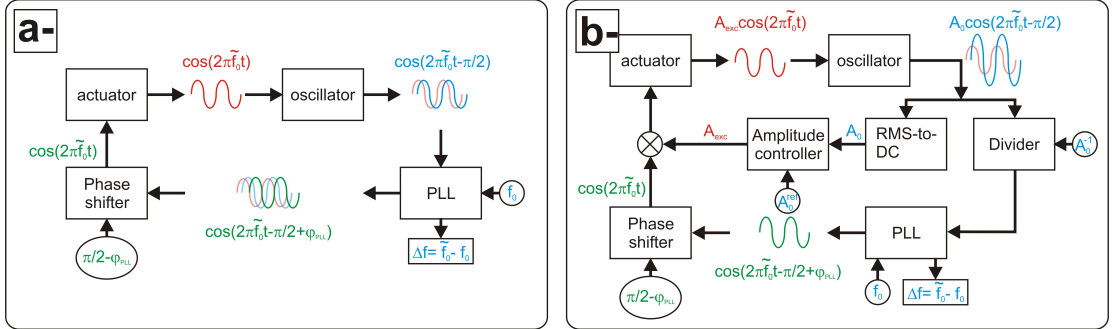 a-
cos(2πf̃₀t)
cos(2πf̃₀t-π/2)
actuator
oscillator
cos(2πf̃₀t)
Phase
shifter
PLL
f₀
cos(2πf̃₀t-π/2+φPLL)
π/2-φPLL
Δf= f̃₀- f₀
b-
Aexccos(2πf̃₀t)
A₀cos(2πf̃₀t-π/2)
actuator
oscillator
Aexc
Amplitude
controller
A₀
RMS-to-
DC
Divider
A₀⁻¹
cos(2πf̃₀t)
A₀ref
Phase
shifter
PLL
cos(2πf̃₀t-π/2+φPLL)
π/2-φPLL
f₀
Δf= f̃₀- f₀